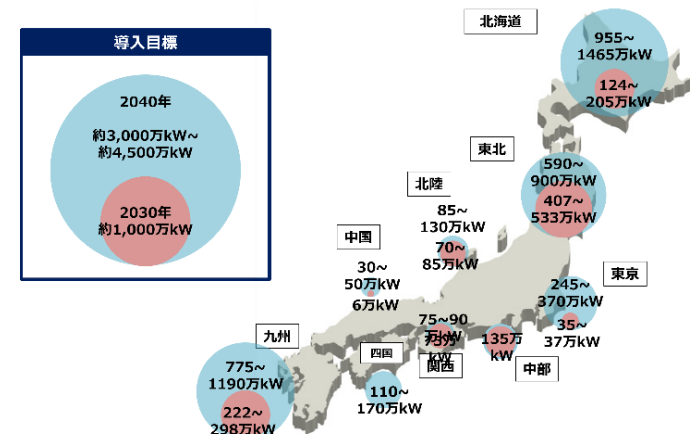 導入目標
2040年
約3,000万kW~
約4,500万kW
2030年
約1,000万kW
北海道
955~
1465万kW
124~
205万kW
東北
590~
900万kW
407~
533万kW
北陸
85~
130万kW
70~
85万kW
中国
30~
50万kW
6万kW
東京
245~
370万kW
35~
37万kW
75~90
万kW
kW
関西
135万
kW
中部
九州
775~
1190万kW
222~
298万kW
四国
110~
170万kW